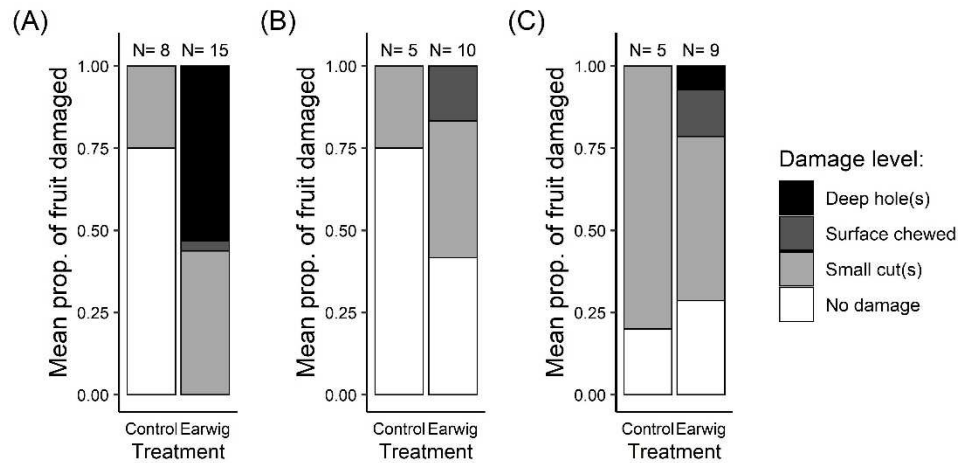 (A)
N= 8 N= 15
Mean prop. of fruit damaged
1.00
0.75
0.50
0.25
0.00
Control Earwig
Treatment
(B)
N= 5 N= 10
Mean prop. of fruit damaged
1.00
0.75
0.50
0.25
0.00
Control Earwig
Treatment
(C)
N= 5 N= 9
Mean prop. of fruit damaged
1.00
0.75
0.50
0.25
0.00
Control Earwig
Treatment
Damage level:
Deep hole(s)
Surface chewed
Small cut(s)
No damage